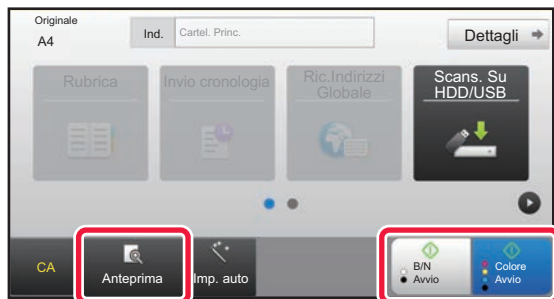 Originale
A4
Ind.
Cartel. Princ.
Dettagli
Rubrica
Invio cronologia
Ric.Indirizzi
Globale
Scans. Su
HDD/USB
CA
Anteprima
Imp. auto
B/N
Avvio
Colore
Avvio